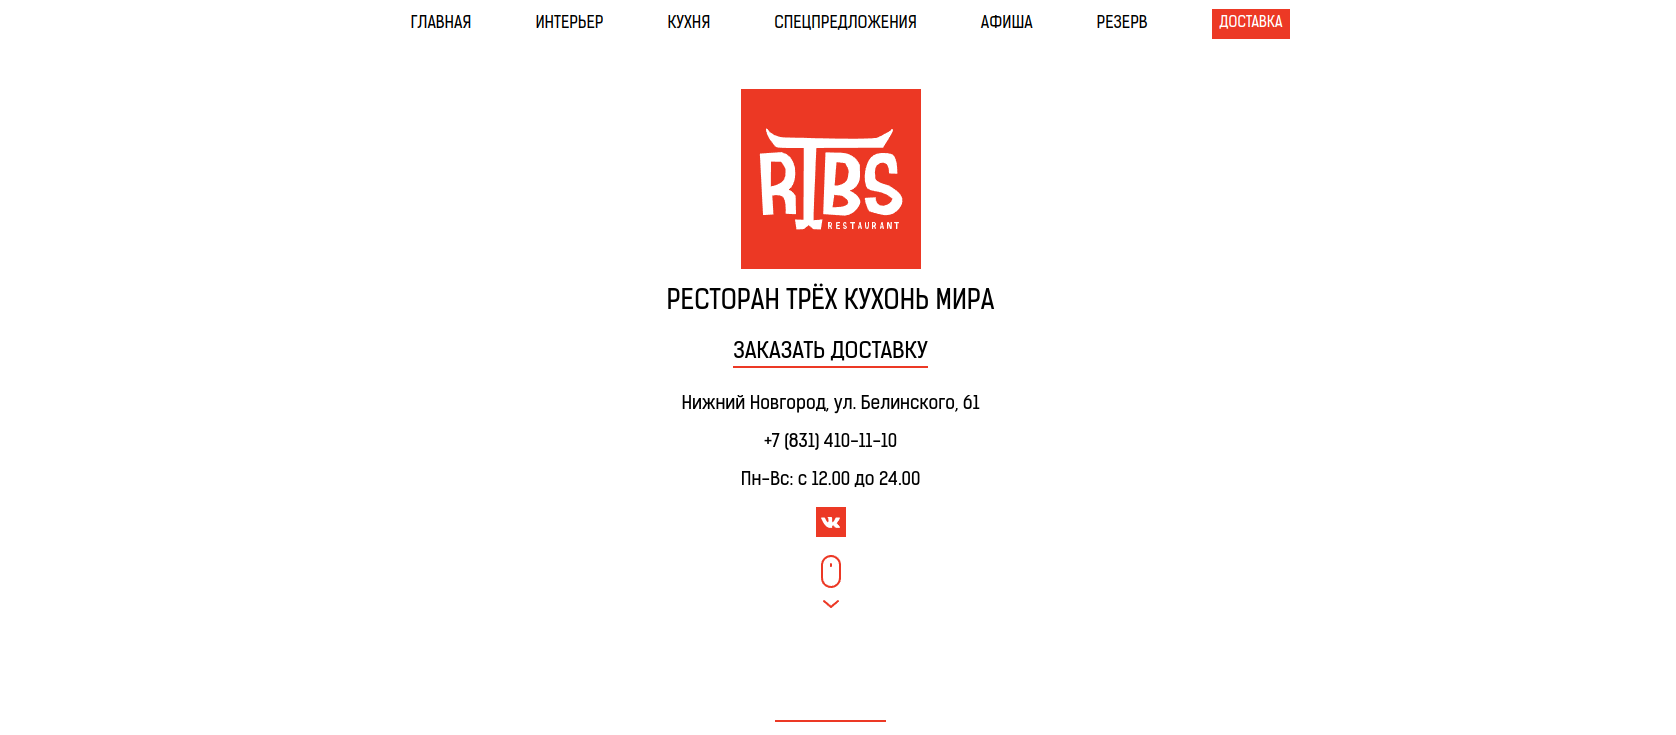 ГЛАВНАЯ ИНТЕРЬЕР КУХНЯ СПЕЦПРЕДЛОЖЕНИЯ АФИША РЕЗЕРВ ДОСТАВКА
RIBS
RESTAURANT
РЕСТОРАН ТРЁХ КУХОНЬ МИРА
ЗАКАЗАТЬ ДОСТАВКУ
Нижний Новгород, ул. Белинского, 61
+7 (831) 410-11-10
Пн-Вс: с 12.00 до 24.00